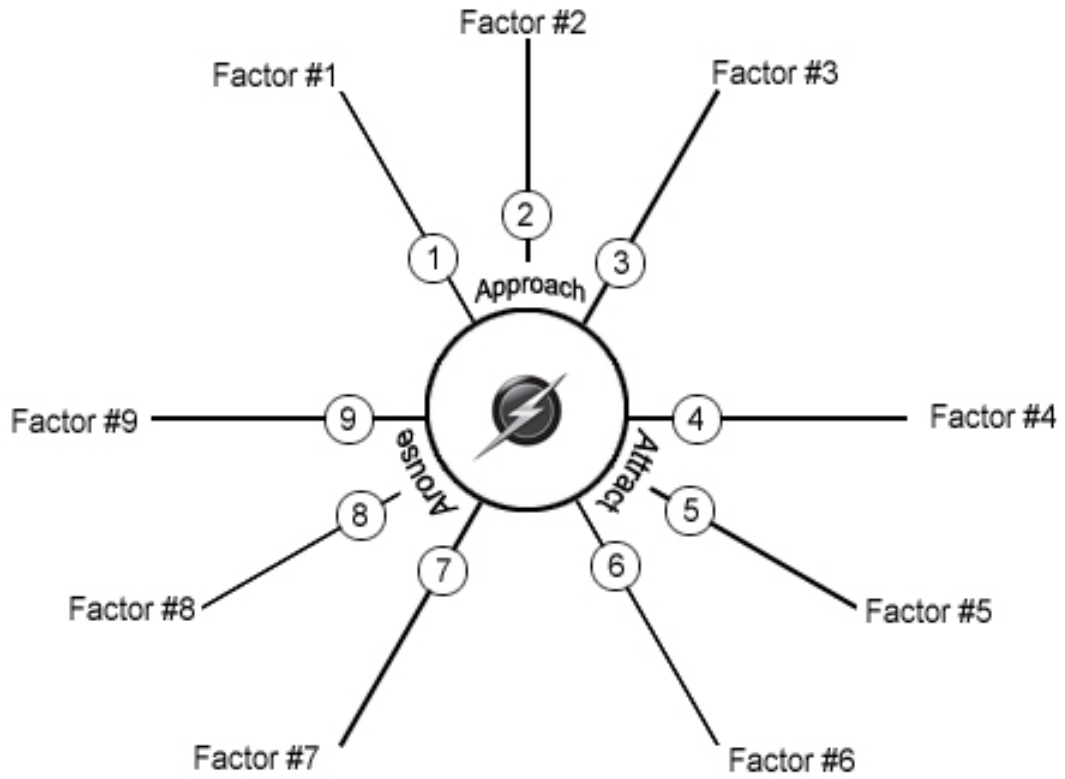 Factor #2
Factor #1
Factor #3
2
1
3
Approach
Factor #9
9
4
Factor #4
Arouse
Attract
8
5
Factor #8
7
6
Factor #5
Factor #7
Factor #6